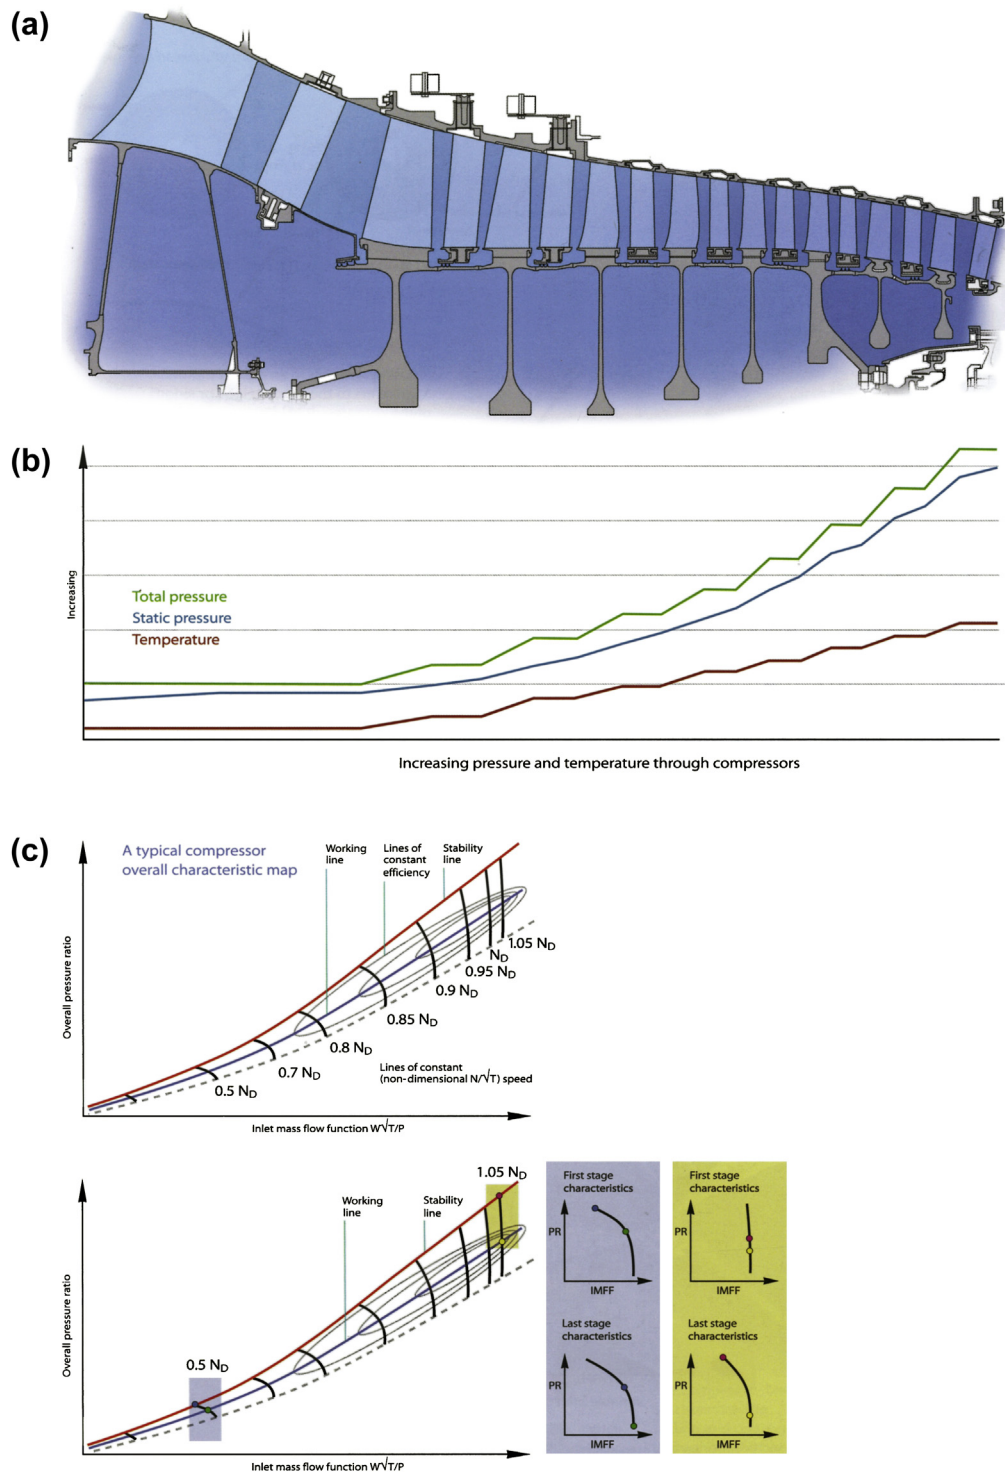 (a)
(b)
Increasing
Total pressure
Static pressure
Temperature
Increasing pressure and temperature through compressors
(c)
A typical compressor
overall characteristic map
Working
line
Lines of
constant
efficiency
Stability
line
Overall pressure ratio
1.05 N_D
N_D
0.95 N_D
0.9 N_D
0.85 N_D
0.8 N_D
0.7 N_D
0.5 N_D
Lines of constant
(non-dimensional N/√T) speed
Inlet mass flow function W√T/P
1.05 N_D
Working
line
Stability
line
Overall pressure ratio
0.5 N_D
Inlet mass flow function W√T/P
First stage
characteristics
PR
IMFF
Last stage
characteristics
PR
IMFF
First stage
characteristics
PR
IMFF
Last stage
characteristics
PR
IMFF